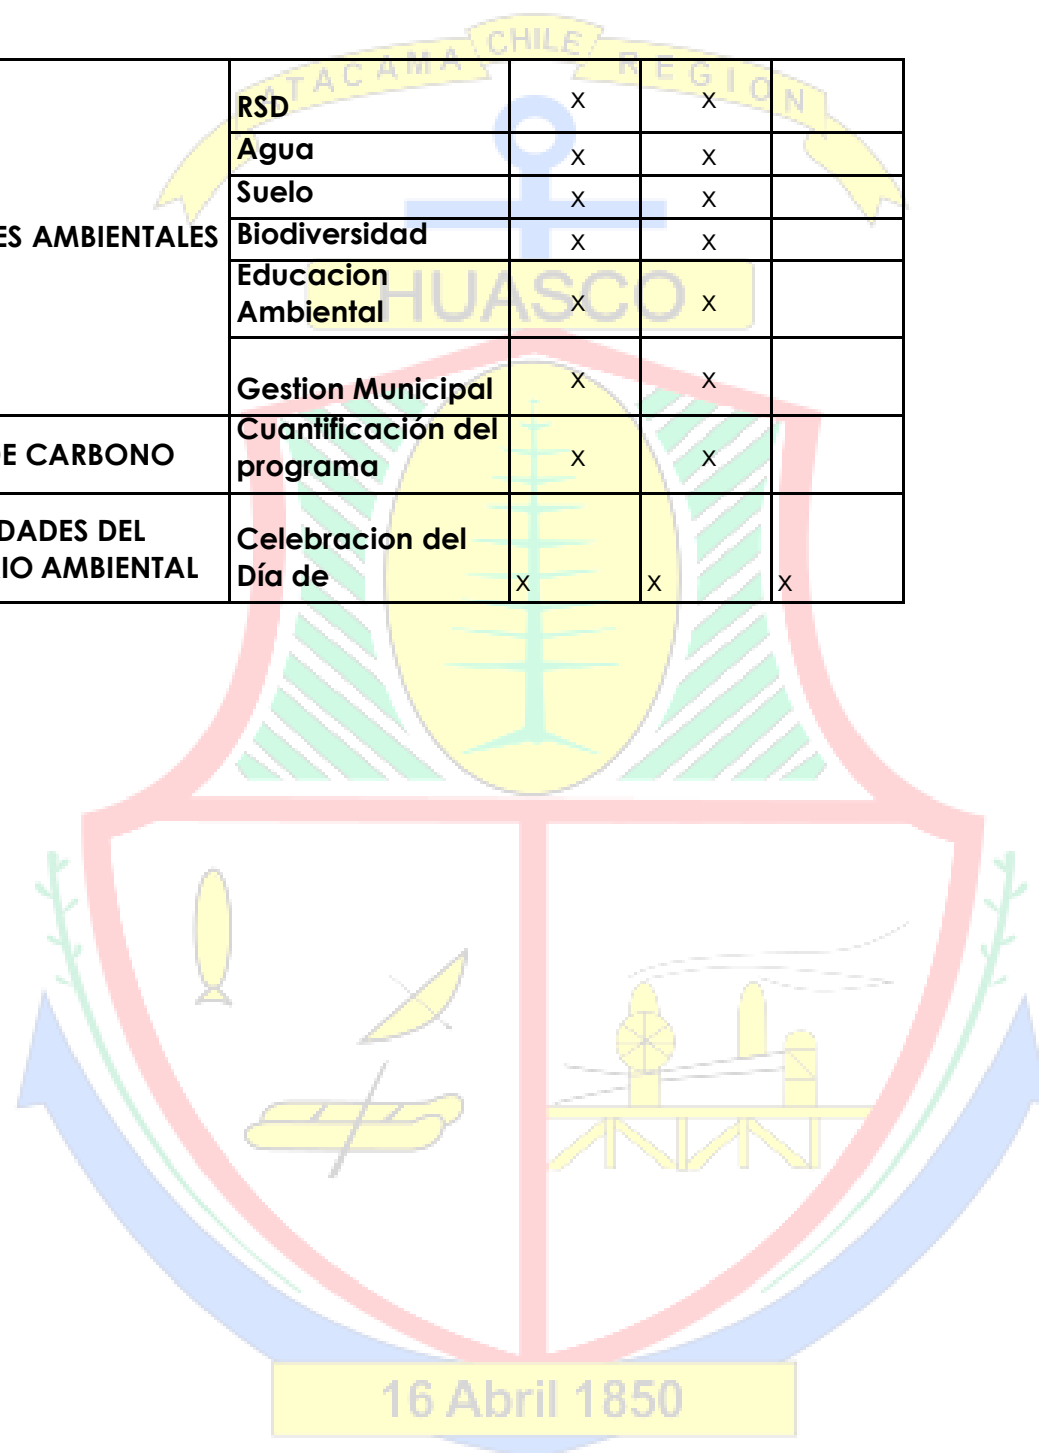 ATACAMA CHILE REGION
RSD X X
Agua X X
Suelo X X
ES AMBIENTALES Biodiversidad X X
Educacion
Ambiental X X
HUASCO
Gestion Municipal X X
Cuantificación del
DE CARBONO programa X X
DADES DEL
IO AMBIENTAL
Celebracion del
Día de X X X
16 Abril 1850